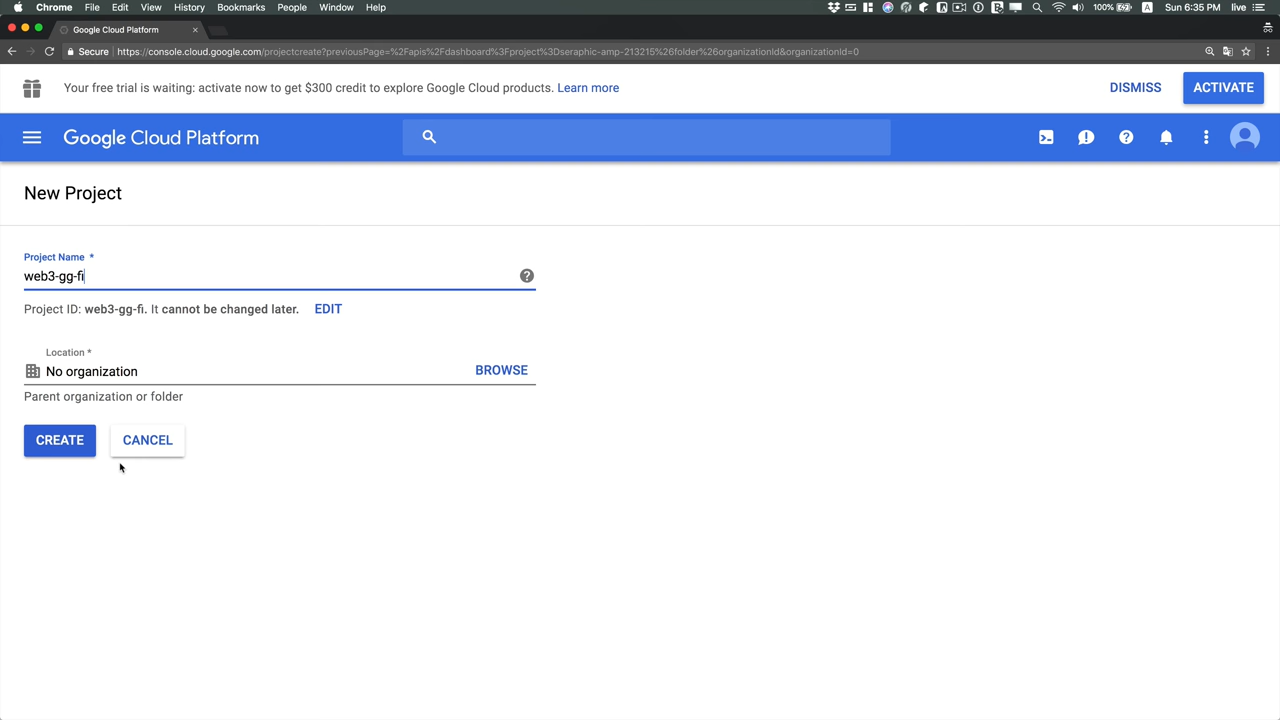 Chrome File Edit View History Bookmarks People Window Help 100% A Sun 6:35 PM live
Google Cloud Platform
Secure https://console.cloud.google.com/projectcreate?previousPage=%2Fapis%2Fdashboard%3Fproject%3Dseraphic-amp-213215%26folder%26organizationId&organizationId=0
Your free trial is waiting: activate now to get $300 credit to explore Google Cloud products. Learn more DISMISS ACTIVATE
Google Cloud Platform
New Project
Project Name *
web3-gg-fi
Project ID: web3-gg-fi. It cannot be changed later. EDIT
Location *
No organization BROWSE
Parent organization or folder
CREATE CANCEL